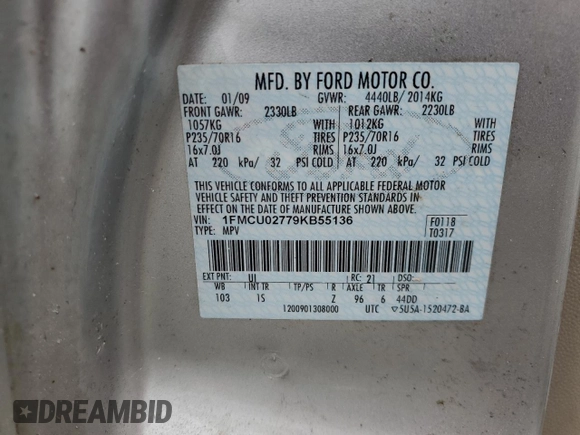 MFD. BY FORD MOTOR CO.
DATE: 01/09 GVWR: 4440LB/ 2014KG
FRONT GAWR: 2330LB REAR GAWR: 2230LB
1057KG WITH 1012KG WITH
P235/70R16 TIRES P235/70R16 TIRES
16x7.0J RIMS 16x7.0J RIMS
AT 220 kPa/ 32 PSI COLD AT 220 kPa/ 32 PSI COLD
THIS VEHICLE CONFORMS TO ALL APPLICABLE FEDERAL MOTOR
VEHICLE SAFETY AND THEFT PREVENTION STANDARDS IN
EFFECT ON THE DATE OF MANUFACTURE SHOWN ABOVE.
VIN: 1FMCU02779KB55136 F0118
TYPE: MPV T0317
EXT PNT: UI RC: 21 DSO:
WB INT TR TP/PS R AXLE TR SPR
103 1S Z 96 6 44DD
1200901308000 UTC ▽5U5A-1520472-BA
DREAMBID